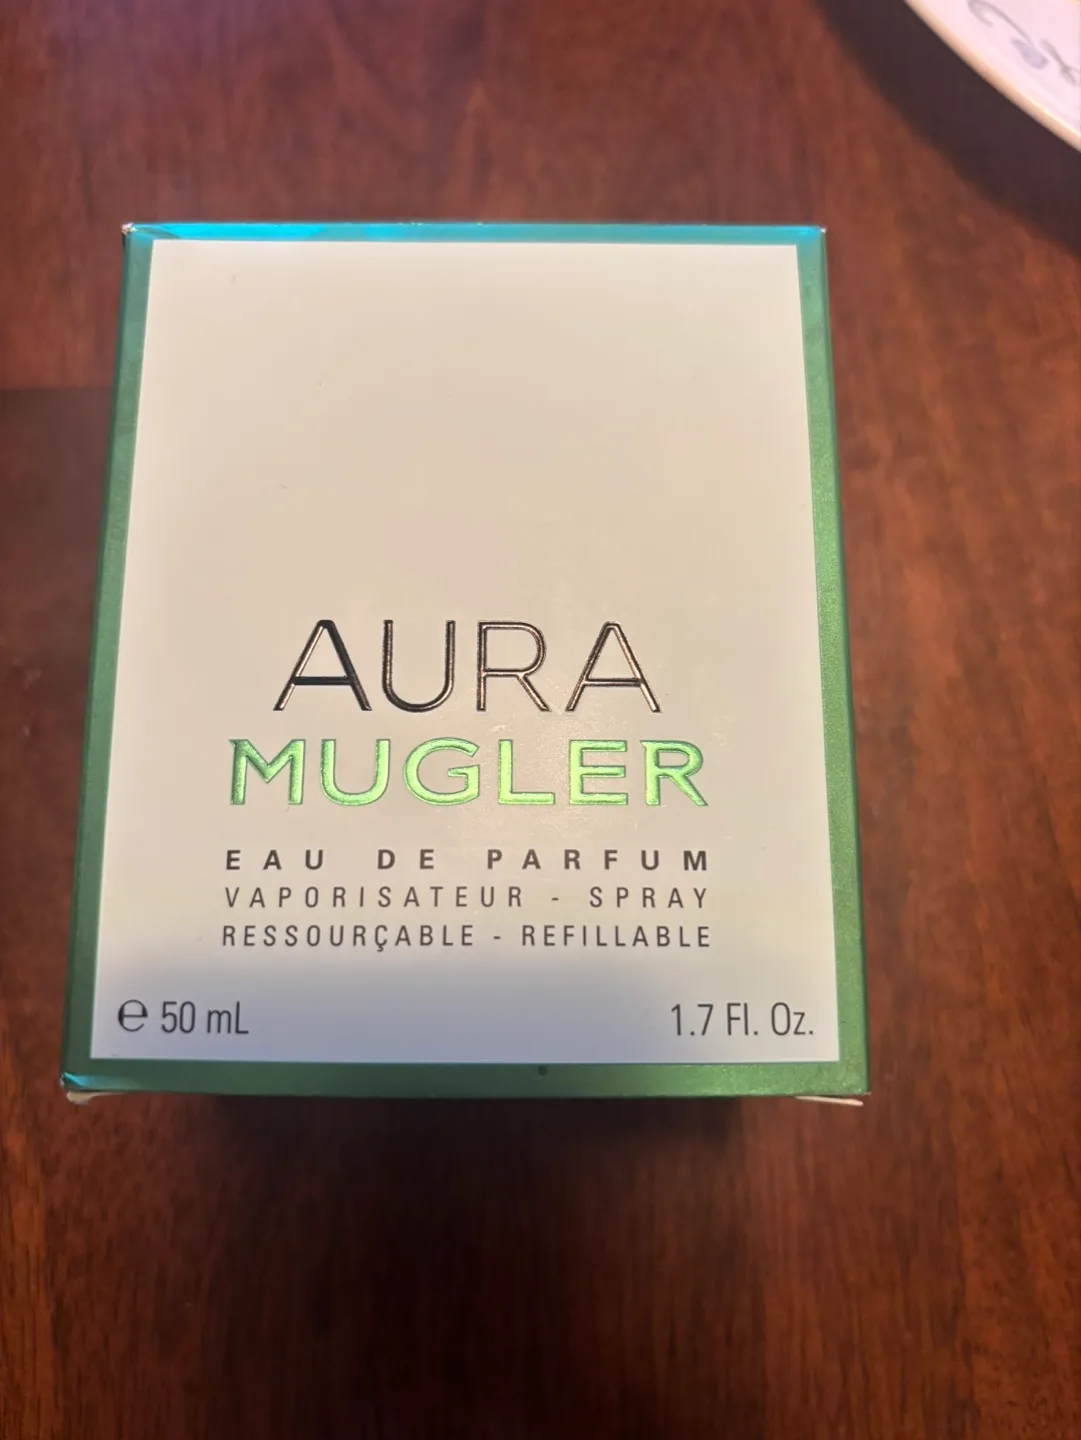 AURA
MUGLER
EAU DE PARFUM
VAPORISATEUR - SPRAY
RESSOURÇABLE - REFILLABLE
℮ 50 mL 1.7 Fl. Oz.